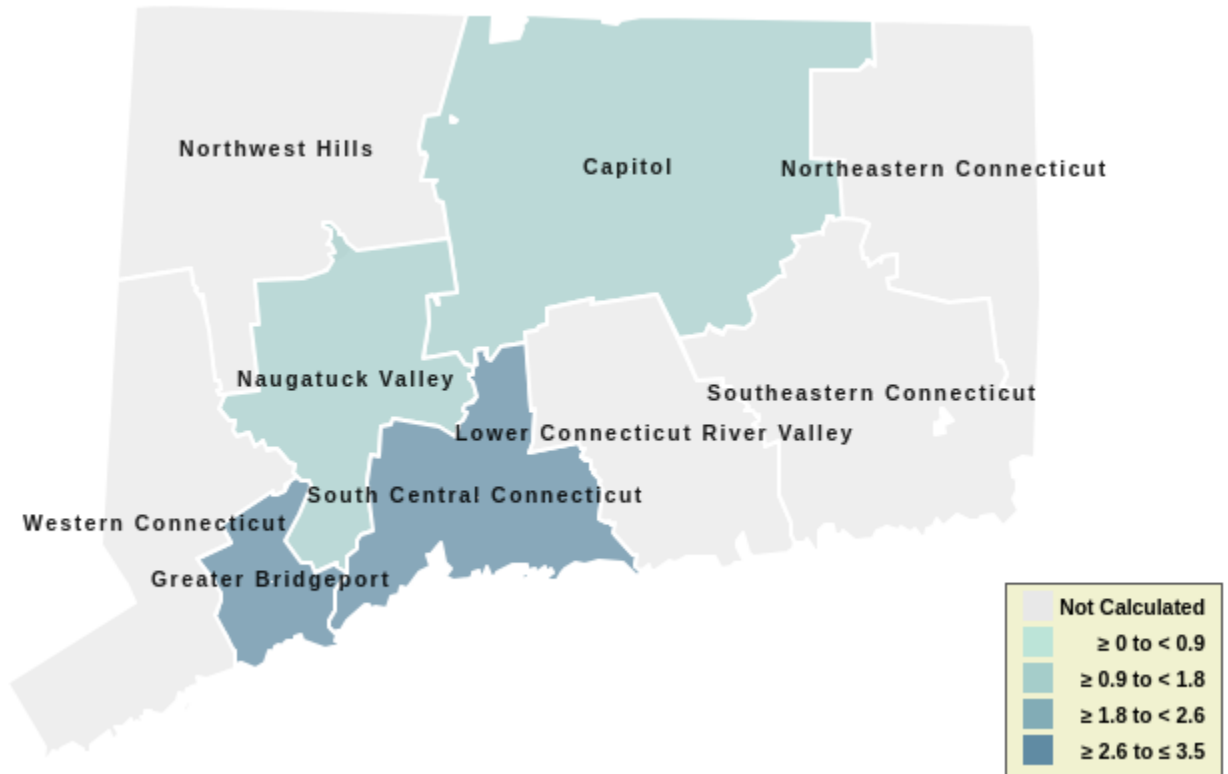 Northwest Hills
Capitol
Northeastern Connecticut
Naugatuck Valley
Southeastern Connecticut
Lower Connecticut River Valley
South Central Connecticut
Western Connecticut
Greater Bridgeport
Not Calculated
≥ 0 to < 0.9
≥ 0.9 to < 1.8
≥ 1.8 to < 2.6
≥ 2.6 to ≤ 3.5